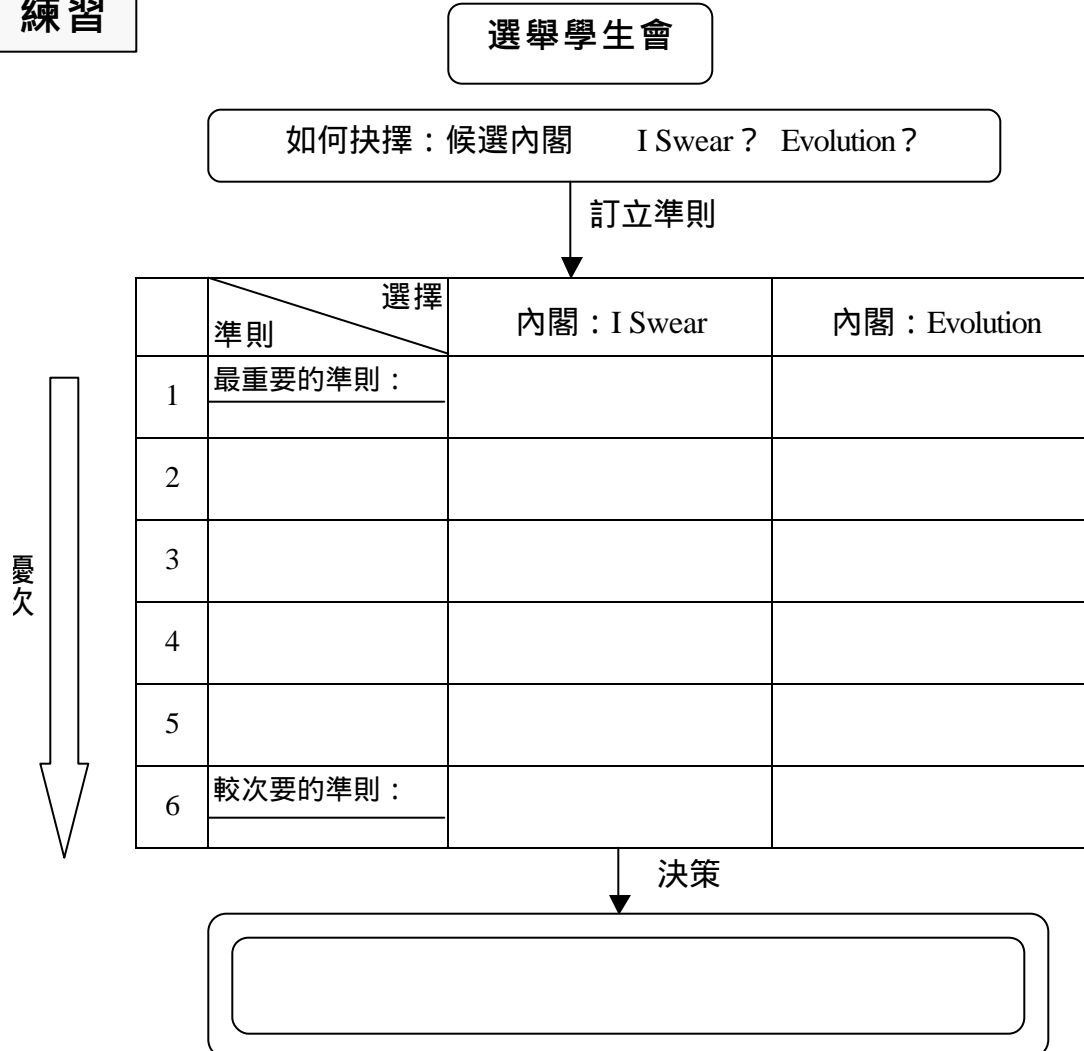 練習
選舉學生會
如何抉擇：候選內閣 I Swear？ Evolution？
訂立準則
選擇
準則
內閣：I Swear
內閣：Evolution
1
最重要的準則：
2
3
4
5
6
較次要的準則：
優次
決策